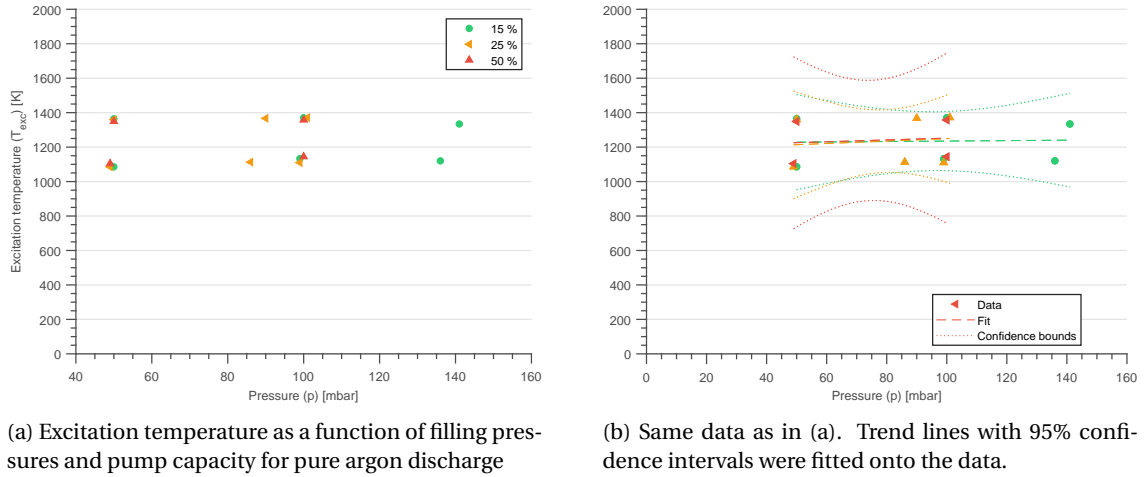 2000
1800
1600
1400
1200
1000
800
600
400
200
0
40 60 80 100 120 140 160
Excitation temperature (T_exc) [K]
Pressure (p) [mbar]
15 %
25 %
50 %
(a) Excitation temperature as a function of filling pres-
sures and pump capacity for pure argon discharge
2000
1800
1600
1400
1200
1000
800
600
400
200
0
0 20 40 60 80 100 120 140 160
Pressure (p) [mbar]
Data
Fit
Confidence bounds
(b) Same data as in (a). Trend lines with 95% confi-
dence intervals were fitted onto the data.